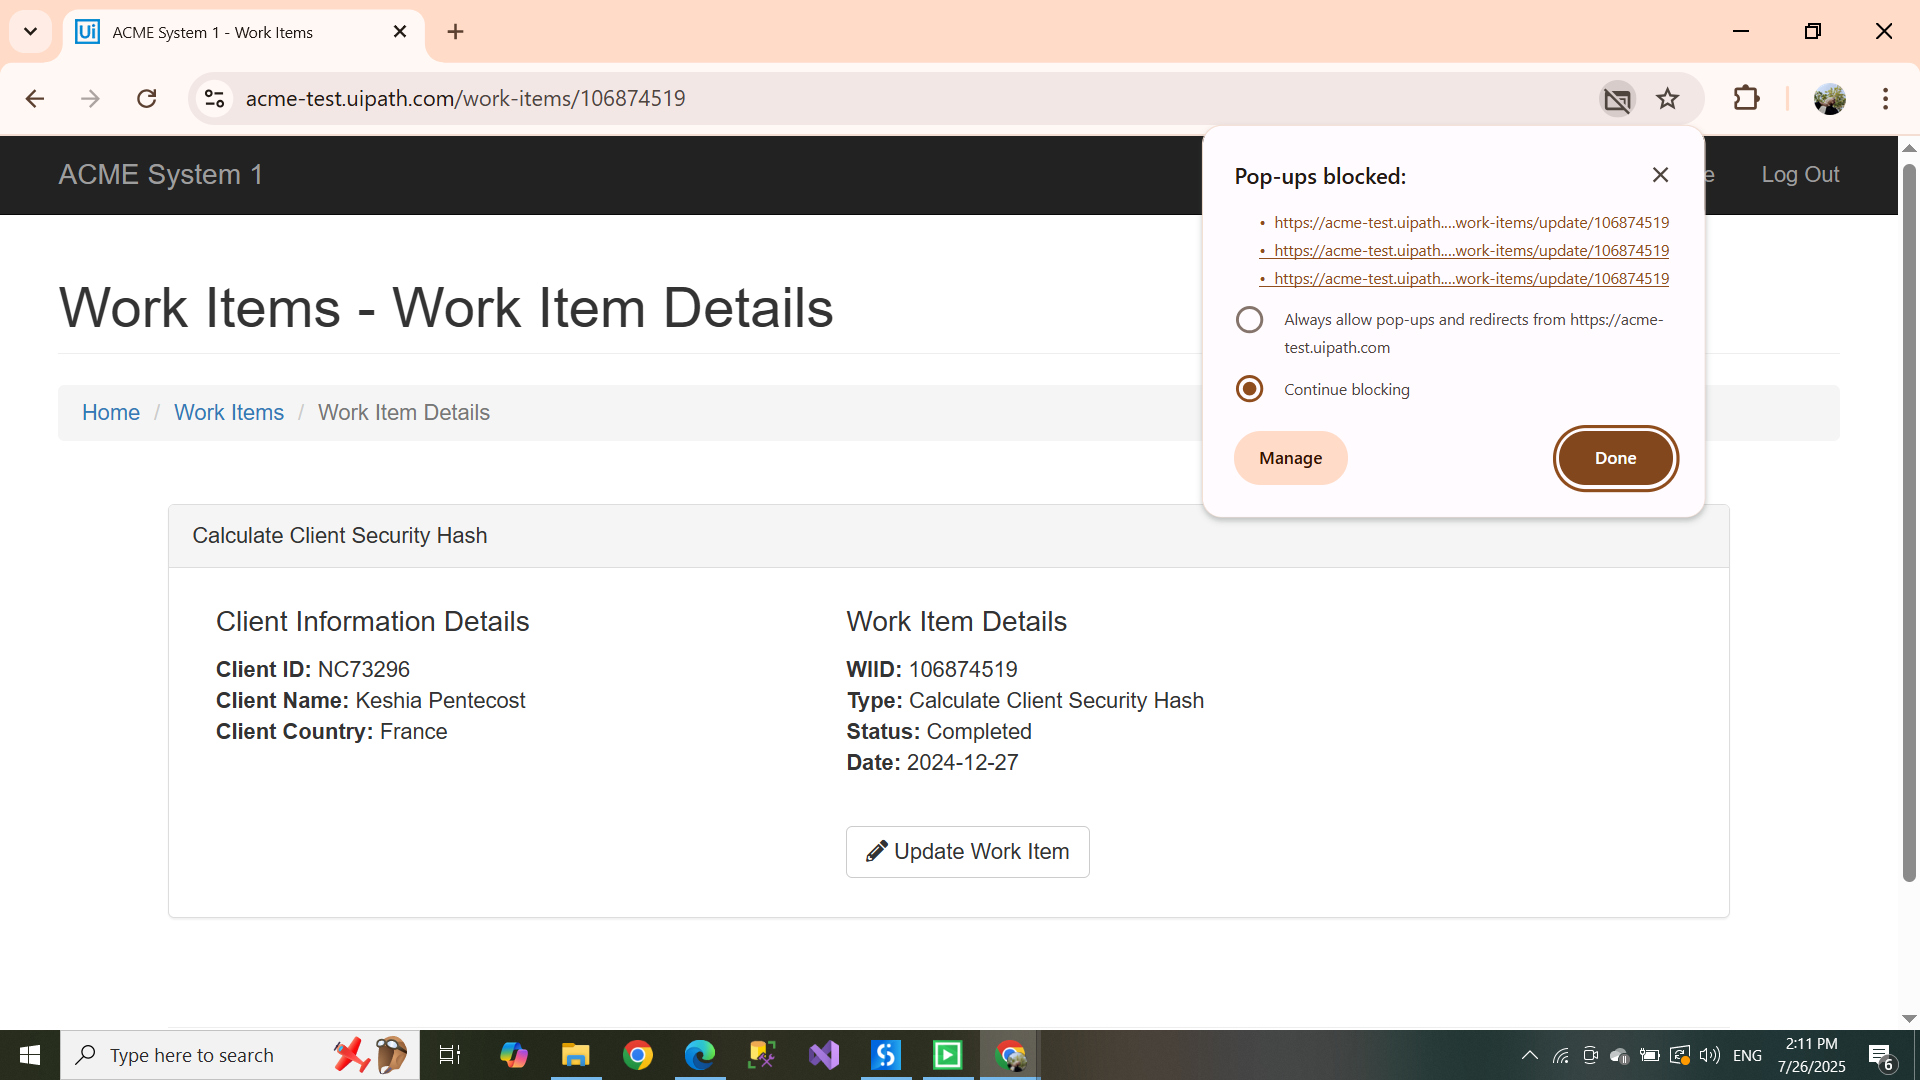 Ui ACME System 1 - Work Items
acme-test.uipath.com/work-items/106874519
ACME System 1
Log Out
Pop-ups blocked:
• https://acme-test.uipath....work-items/update/106874519
• https://acme-test.uipath....work-items/update/106874519
• https://acme-test.uipath....work-items/update/106874519
Always allow pop-ups and redirects from https://acme-
test.uipath.com
Continue blocking
Manage Done
Work Items - Work Item Details
Home / Work Items / Work Item Details
Calculate Client Security Hash
Client Information Details
Client ID: NC73296
Client Name: Keshia Pentecost
Client Country: France
Work Item Details
WIID: 106874519
Type: Calculate Client Security Hash
Status: Completed
Date: 2024-12-27
Update Work Item
Type here to search
ENG
2:11 PM
7/26/2025
6